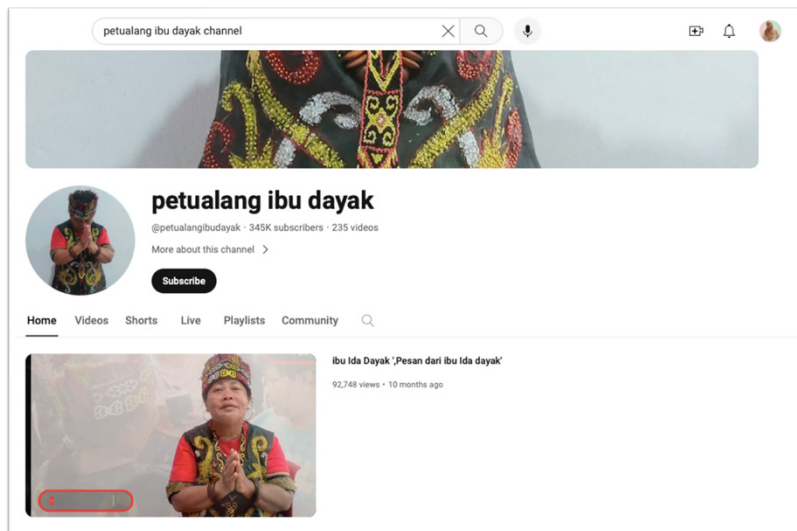 petualang ibu dayak channel
petualang ibu dayak
@petualangibudayak · 345K subscribers · 235 videos
More about this channel
Subscribe
Home Videos Shorts Live Playlists Community
ibu Ida Dayak ',Pesan dari ibu Ida dayak'
92,748 views • 10 months ago